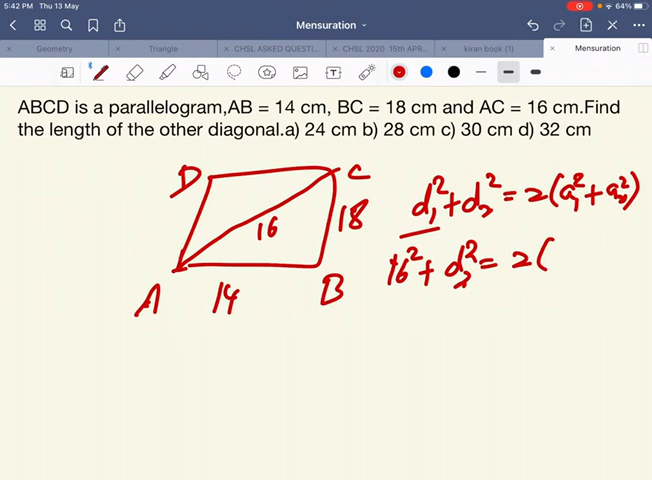 5:42 PM Thu 13 May
64%
Mensuration
Geometry
Triangle
CHSL ASKED QUESTI...
CHSL 2020 15th APR...
kiran book (1)
Mensuration
T
ABCD is a parallelogram,AB = 14 cm, BC = 18 cm and AC = 16 cm.Find
the length of the other diagonal.a) 24 cm b) 28 cm c) 30 cm d) 32 cm
D
C
16
18
A
14
B
d₁² + d₂² = 2(a₁² + a₂²)
16² + d₂² = 2(